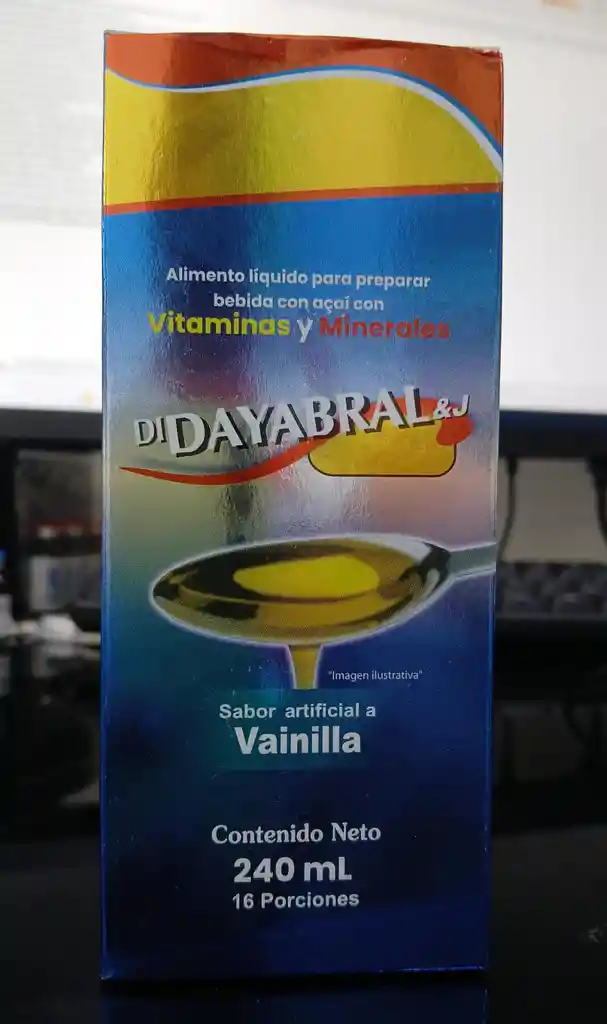 Alimento líquido para preparar
bebida con açaí con
Vitaminas y Minerales
DI DAYABRAL &J
"Imagen ilustrativa"
Sabor artificial a
Vainilla
Contenido Neto
240 mL
16 Porciones